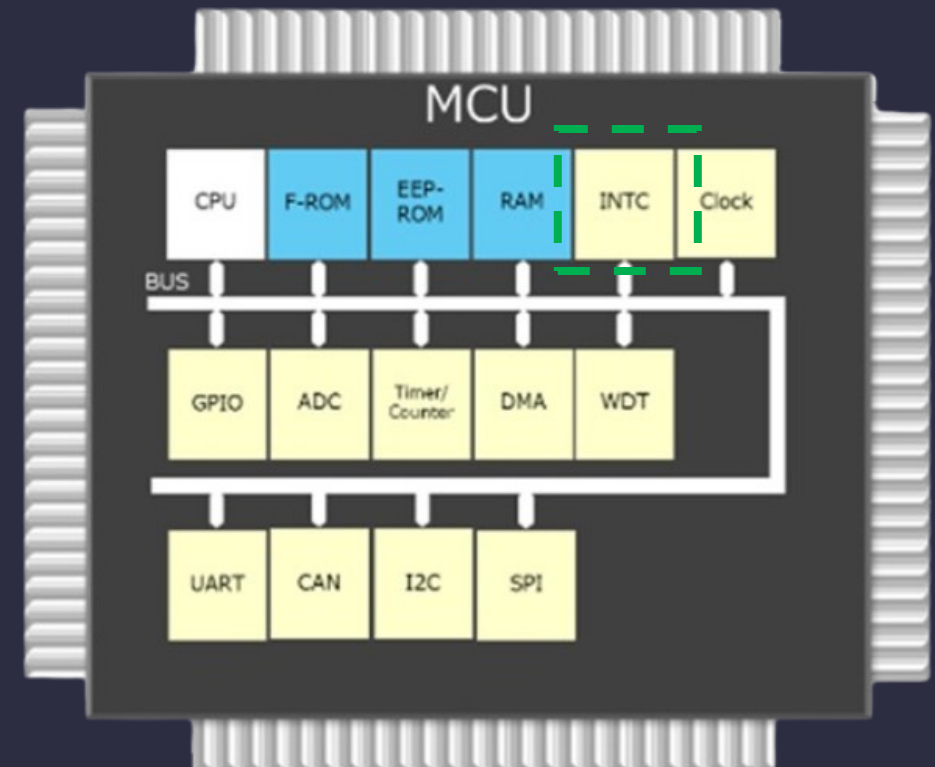 MCU
CPU
F-ROM
EEP-
ROM
RAM
INTC
Clock
BUS
GPIO
ADC
Timer/
Counter
DMA
WDT
UART
CAN
I2C
SPI